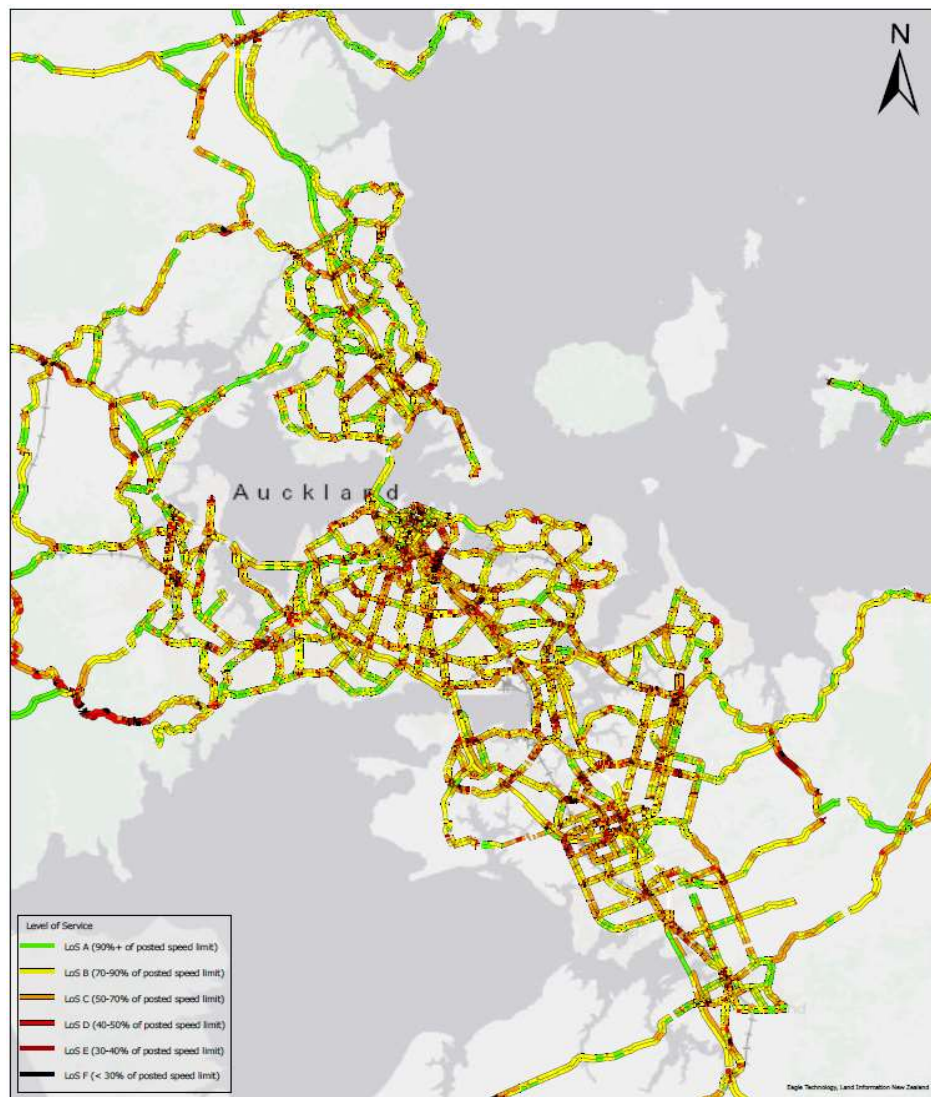 N
Auckland
Level of Service
LoS A (90%+ of posted speed limit)
LoS B (70-90% of posted speed limit)
LoS C (50-70% of posted speed limit)
LoS D (40-50% of posted speed limit)
LoS E (30-40% of posted speed limit)
LoS F (< 30% of posted speed limit)
Eagle Technology, Land Information New Zealand